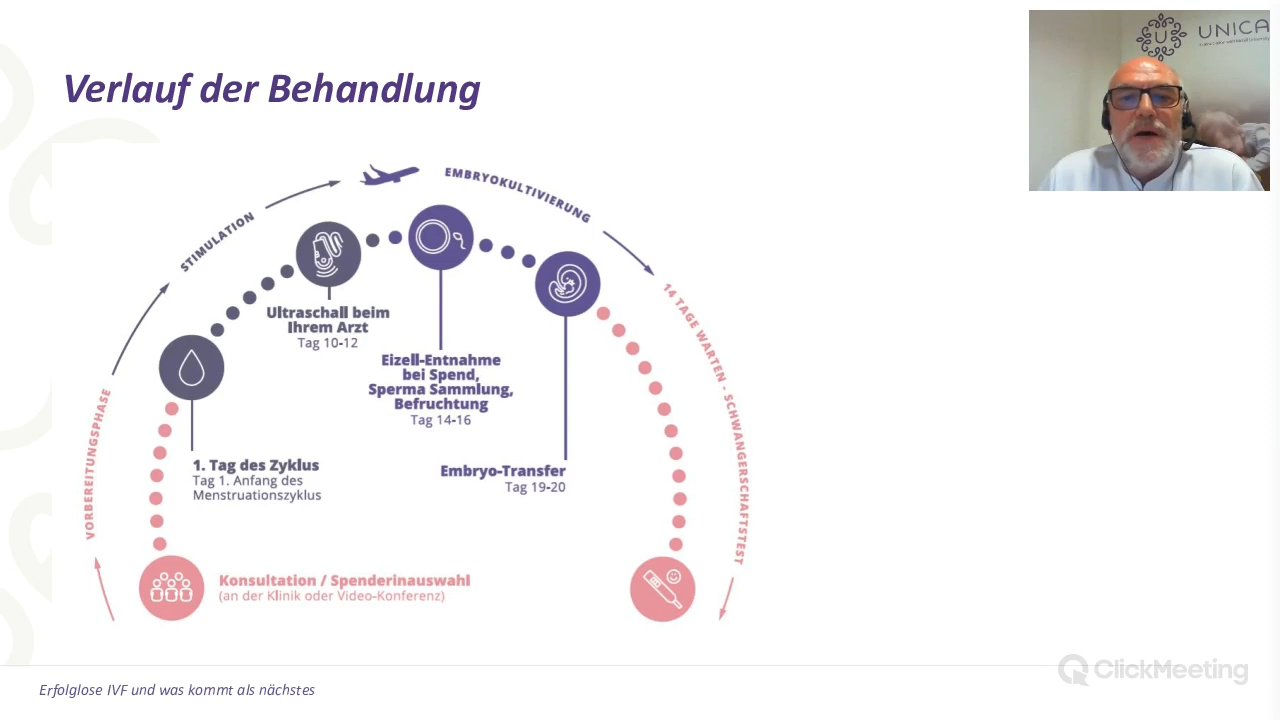 UNICA
Verlauf der Behandlung
EMBRYOKULTIVIERUNG
STIMULATION
14 TAGE WARTEN - SCHWANGERSCHAFTSTEST
VORBEREITUNGSPHASE
Ultraschall beim
Ihrem Arzt
Tag 10-12
Eizell-Entnahme
bei Spend,
Sperma Sammlung,
Befruchtung
Tag 14-16
1. Tag des Zyklus
Tag 1. Anfang des
Menstruationszyklus
Embryo-Transfer
Tag 19-20
Konsultation / Spenderinauswahl
(an der Klinik oder Video-Konferenz)
ClickMeeting
Erfolglose IVF und was kommt als nächstes